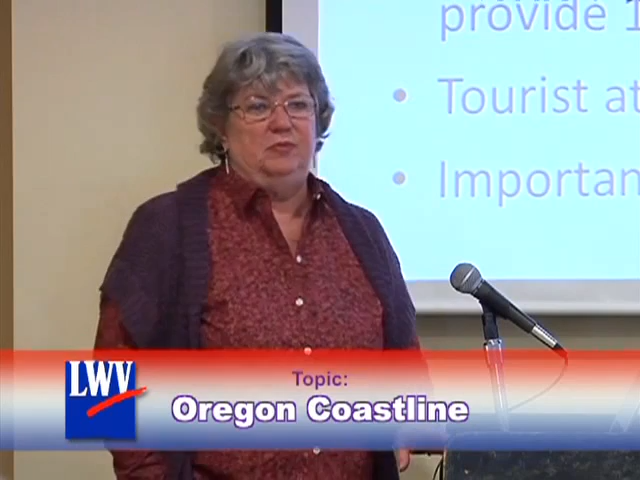 provide 1
• Tourist at
• Importan
LWV
Topic:
Oregon Coastline